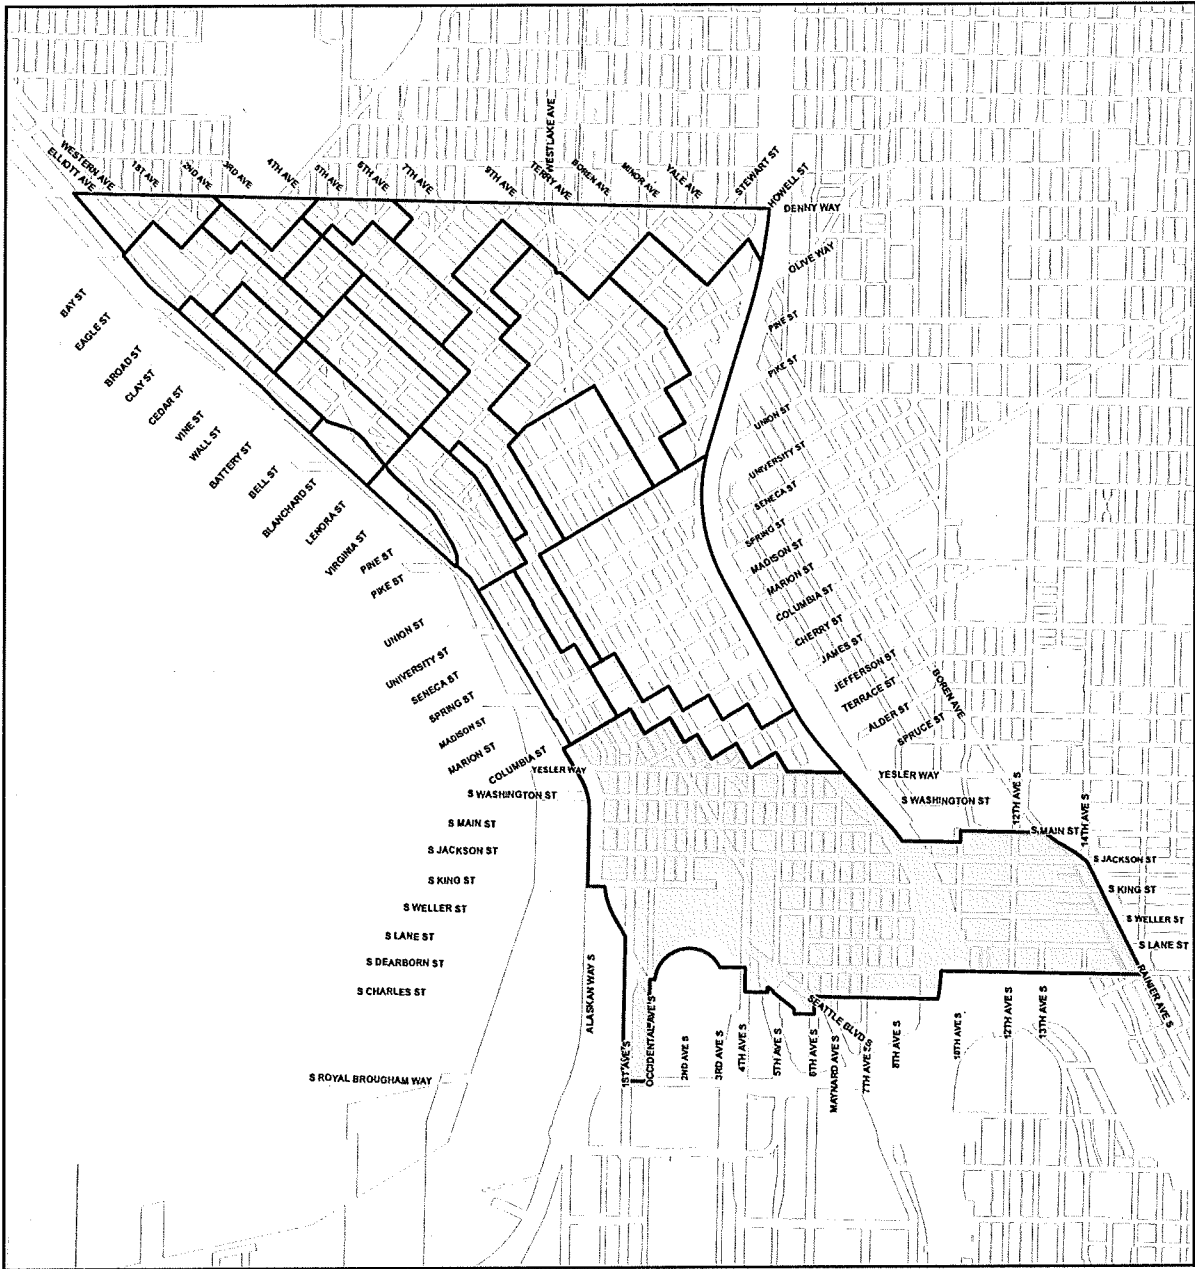 WESTERN AVE
ELLIOTT AVE
1ST AVE
2ND AVE
3RD AVE
4TH AVE
5TH AVE
6TH AVE
7TH AVE
9TH AVE
WESTLAKE AVE
TERRY AVE
BOREN AVE
MINOR AVE
YALE AVE
STEWART ST
HOWELL ST
DENNY WAY
OLIVE WAY
PINE ST
PIKE ST
UNION ST
UNIVERSITY ST
SENECA ST
SPRING ST
MADISON ST
MARION ST
COLUMBIA ST
CHERRY ST
JAMES ST
JEFFERSON ST
TERRACE ST
ALDER ST
SPRUCE ST
BOREN AVE
YESLER WAY
S WASHINGTON ST
12TH AVE S
S MAIN ST
14TH AVE S
S JACKSON ST
S KING ST
S WELLER ST
S LANE ST
RAINIER AVE S
BAY ST
EAGLE ST
BROAD ST
CLAY ST
CEDAR ST
VINE ST
WALL ST
BATTERY ST
BELL ST
BLANCHARD ST
LENORA ST
VIRGINIA ST
PINE ST
PIKE ST
UNION ST
UNIVERSITY ST
SENECA ST
SPRING ST
MADISON ST
MARION ST
COLUMBIA ST
YESLER WAY
S WASHINGTON ST
S MAIN ST
S JACKSON ST
S KING ST
S WELLER ST
S LANE ST
S DEARBORN ST
S CHARLES ST
S ROYAL BROUGHAM WAY
ALASKAN WAY S
1ST AVE S
OCCIDENTAL AVE S
2ND AVE S
3RD AVE S
4TH AVE S
5TH AVE S
6TH AVE S
MAYNARD AVE S
SEATTLE BLVD S
7TH AVE S
8TH AVE S
10TH AVE S
12TH AVE S
13TH AVE S